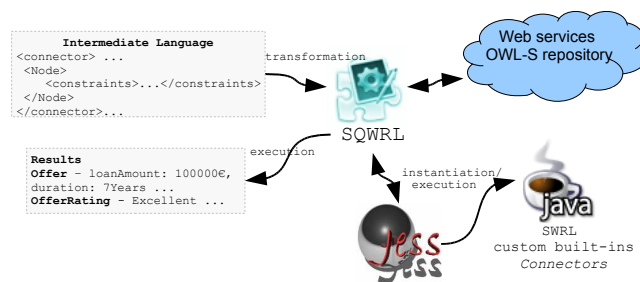 Intermediate Language
<connector> ...
<Node>
<constraints>...</constraints>
</Node>
</connector>...
transformation
Web services
OWL-S repository
SQWRL
execution
Results
Offer - loanAmount: 100000€,
duration: 7Years ...
OfferRating - Excellent ...
instantiation/
execution
jess
java
SWRL
custom built-ins
Connectors